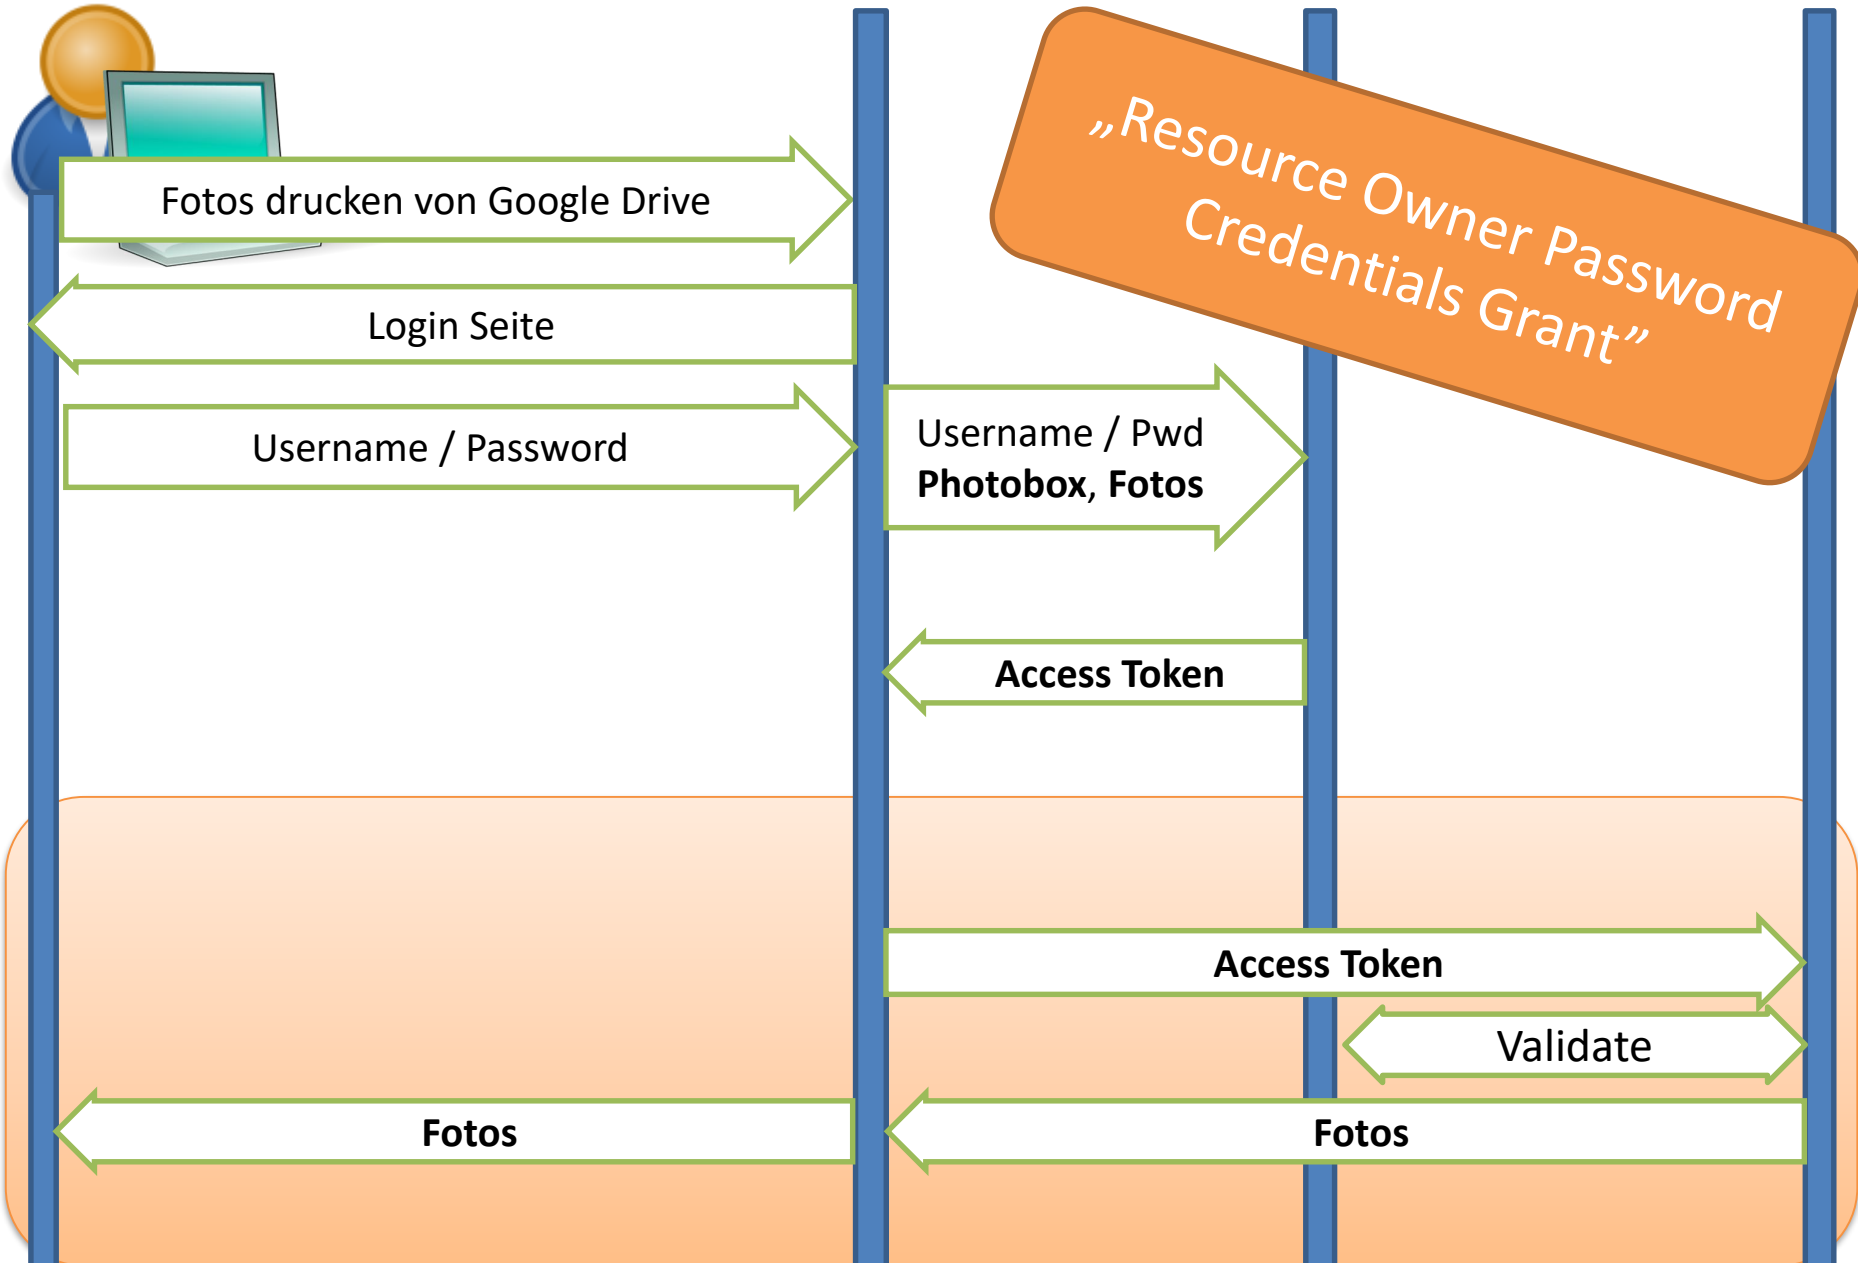 „Resource Owner Password
Credentials Grant”
Fotos drucken von Google Drive
Login Seite
Username / Password
Username / Pwd
Photobox, Fotos
Access Token
Access Token
Validate
Fotos
Fotos